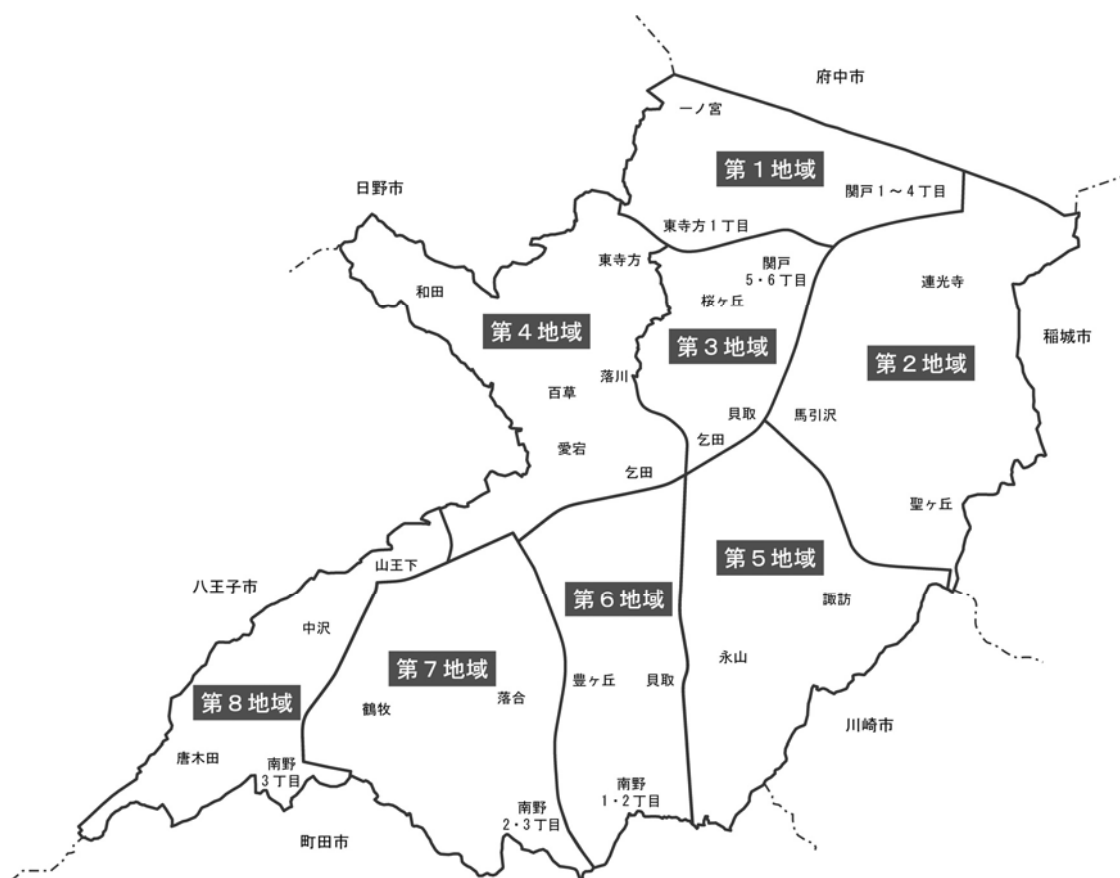 府中市
一ノ宮
第1地域
関戸1～4丁目
日野市
東寺方1丁目
東寺方
関戸
5・6丁目
連光寺
和田
桜ヶ丘
第4地域
第3地域
第2地域
稲城市
落川
百草
貝取
馬引沢
乞田
愛宕
乞田
聖ヶ丘
第5地域
山王下
八王子市
第6地域
諏訪
中沢
永山
第7地域
豊ヶ丘
貝取
第8地域
落合
鶴牧
川崎市
唐木田
南野
3丁目
南野
1・2丁目
南野
2・3丁目
町田市